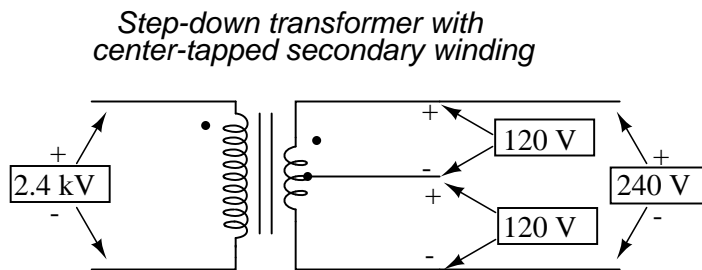 Step-down transformer with
center-tapped secondary winding
+
2.4 kV
-
+
120 V
-
+
120 V
-
+
240 V
-